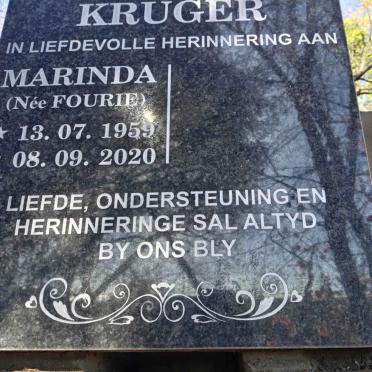 KRUGER
IN LIEFDEVOLLE HERINNERING AAN
MARINDA
(Née FOURIE)
* 13. 07. 1959
08. 09. 2020
LIEFDE, ONDERSTEUNING EN
HERINNERINGE SAL ALTYD
BY ONS BLY